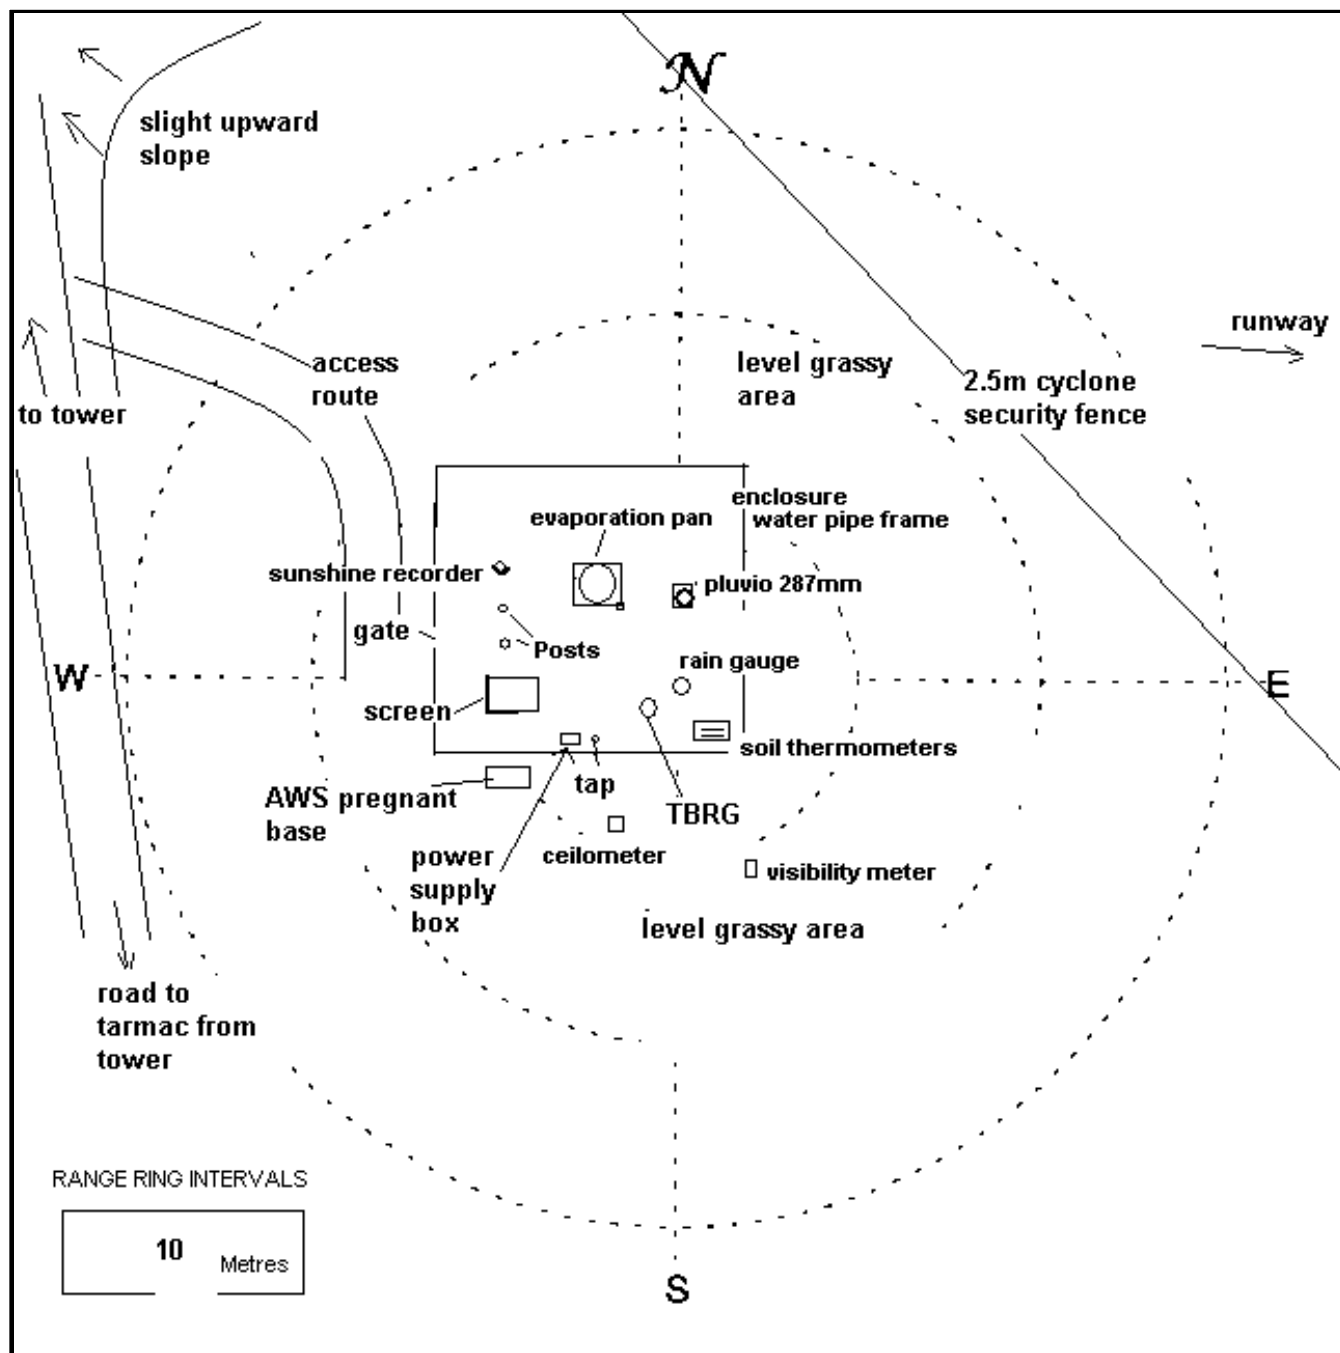 N
slight upward
slope
runway
access
route
level grassy
area
2.5m cyclone
security fence
to tower
enclosure
water pipe frame
evaporation pan
sunshine recorder
pluvio 287mm
gate
Posts
rain gauge
W
E
screen
soil thermometers
tap
AWS pregnant
base
TBRG
ceilometer
power
supply
box
visibility meter
level grassy area
road to
tarmac from
tower
RANGE RING INTERVALS
10 Metres
S